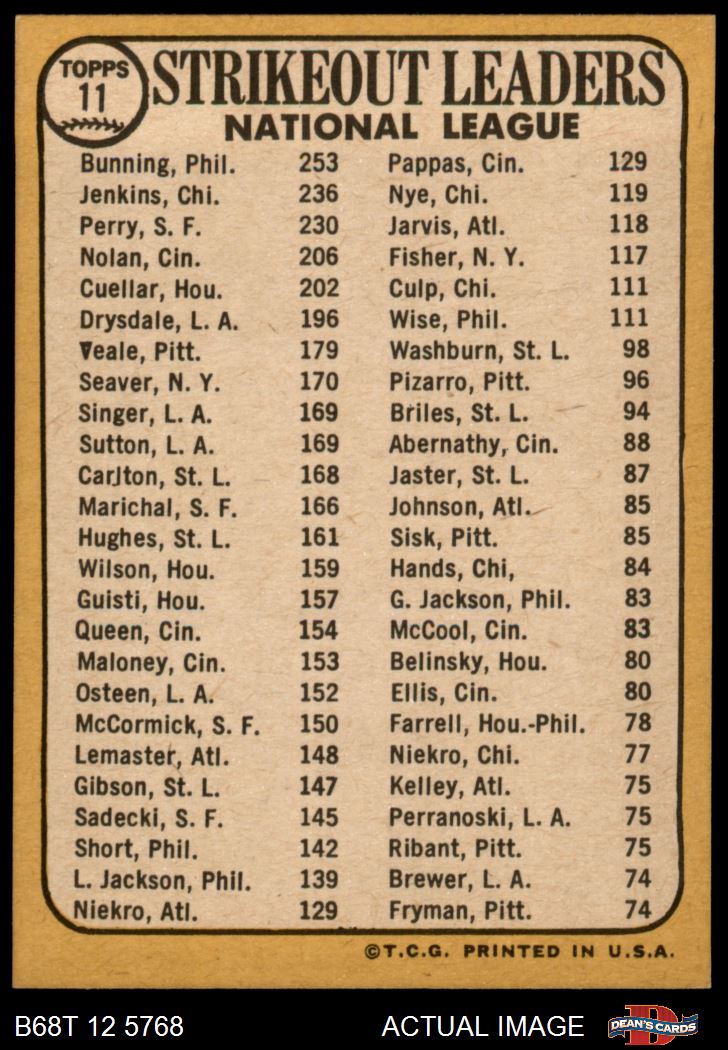 TOPPS
11
STRIKEOUT LEADERS
NATIONAL LEAGUE
Bunning, Phil. 253
Jenkins, Chi. 236
Perry, S. F. 230
Nolan, Cin. 206
Cuellar, Hou. 202
Drysdale, L. A. 196
Veale, Pitt. 179
Seaver, N. Y. 170
Singer, L. A. 169
Sutton, L. A. 169
Carlton, St. L. 168
Marichal, S. F. 166
Hughes, St. L. 161
Wilson, Hou. 159
Guisti, Hou. 157
Queen, Cin. 154
Maloney, Cin. 153
Osteen, L. A. 152
McCormick, S. F. 150
Lemaster, Atl. 148
Gibson, St. L. 147
Sadecki, S. F. 145
Short, Phil. 142
L. Jackson, Phil. 139
Niekro, Atl. 129
Pappas, Cin. 129
Nye, Chi. 119
Jarvis, Atl. 118
Fisher, N. Y. 117
Culp, Chi. 111
Wise, Phil. 111
Washburn, St. L. 98
Pizarro, Pitt. 96
Briles, St. L. 94
Abernathy, Cin. 88
Jaster, St. L. 87
Johnson, Atl. 85
Sisk, Pitt. 85
Hands, Chi, 84
G. Jackson, Phil. 83
McCool, Cin. 83
Belinsky, Hou. 80
Ellis, Cin. 80
Farrell, Hou.-Phil. 78
Niekro, Chi. 77
Kelley, Atl. 75
Perranoski, L. A. 75
Ribant, Pitt. 75
Brewer, L. A. 74
Fryman, Pitt. 74
©T.C.G. PRINTED IN U.S.A.
B68T 12 5768 ACTUAL IMAGE
D
DEAN'S CARDS